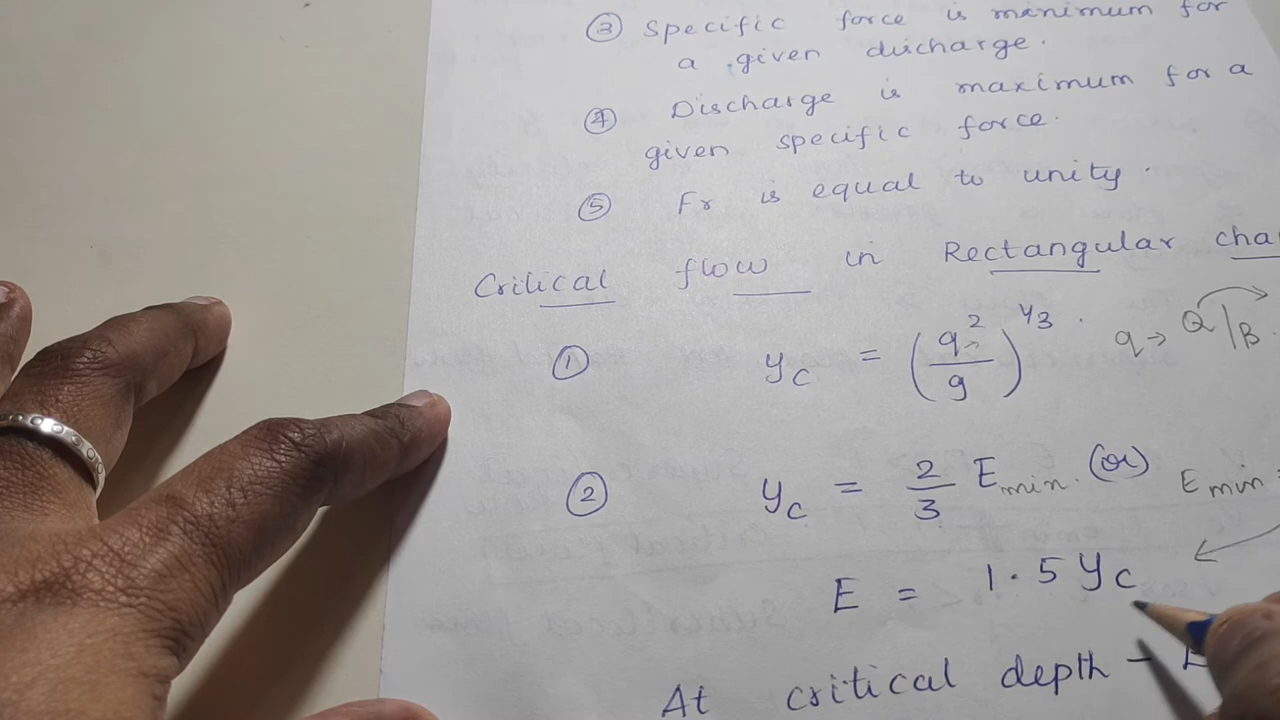 ③ Specific force is minimum for
a given discharge.
④ Discharge is maximum for a
given specific force.
⑤ Fr is equal to unity.
Critical flow in Rectangular cha
① yc = (q²/g)^1/3 . q → Q/B.
② yc = 2/3 Emin. (or) Emin =
E = 1.5 yc
At critical depth - E